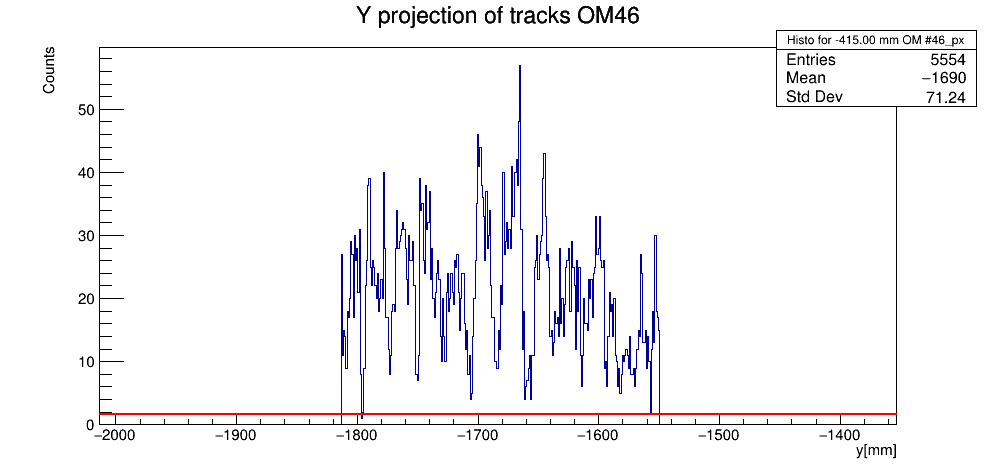 Y projection of tracks OM46
Histo for -415.00 mm OM #46_px
Entries 5554
Mean −1690
Std Dev 71.24
Counts
50
40
30
20
10
0
−2000 −1900 −1800 −1700 −1600 −1500 −1400
y[mm]